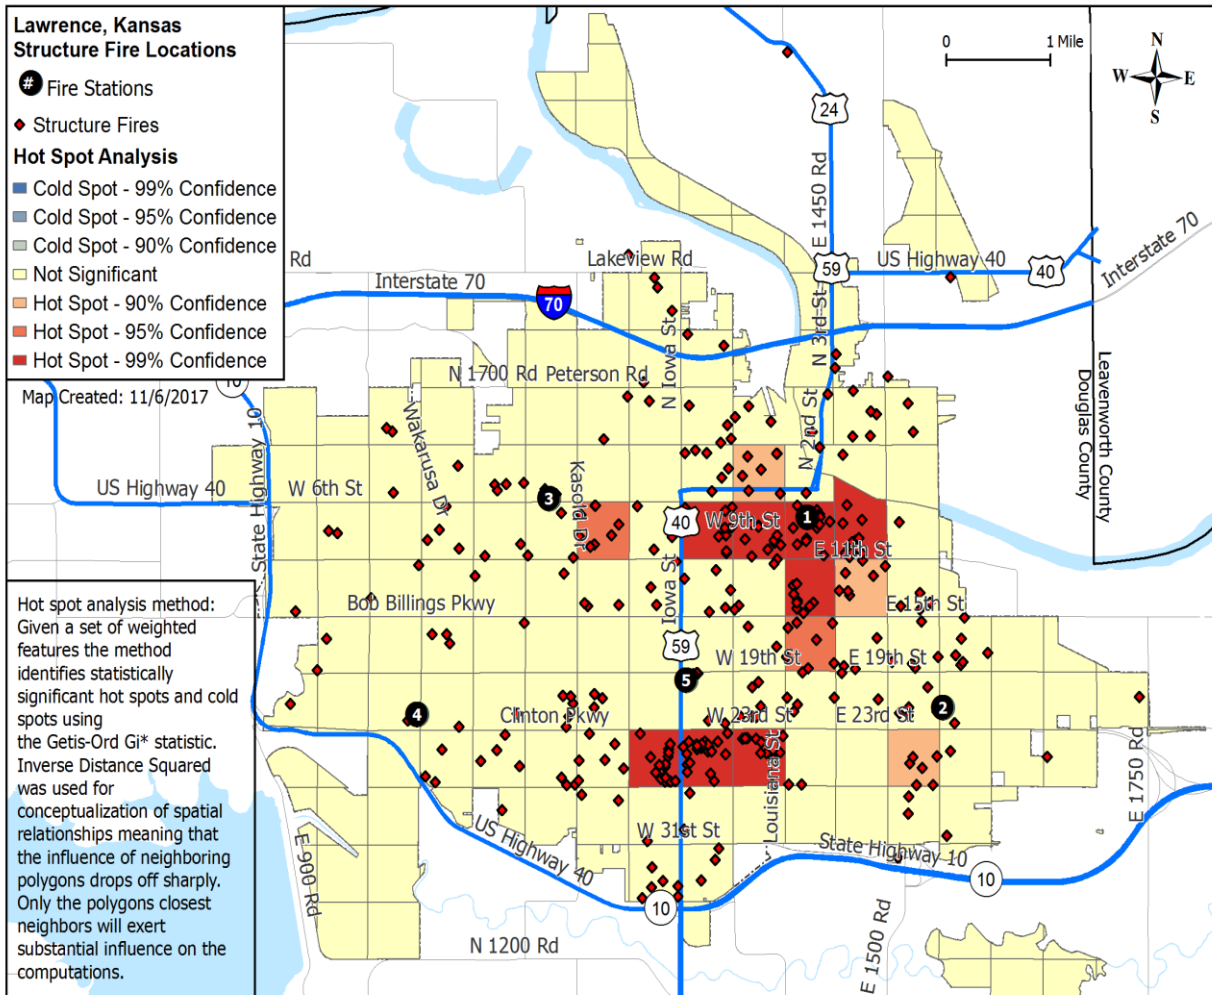 Lawrence, Kansas
Structure Fire Locations
# Fire Stations
Structure Fires
Hot Spot Analysis
Cold Spot - 99% Confidence
Cold Spot - 95% Confidence
Cold Spot - 90% Confidence
Not Significant
Hot Spot - 90% Confidence
Hot Spot - 95% Confidence
Hot Spot - 99% Confidence
Map Created: 11/6/2017
0 1 Mile
N
W E
S
24
E 1450 Rd
Rd
Lakeview Rd
59
US Highway 40
40
Interstate 70
Interstate 70
70
N Iowa St
N 3rd St
N 1700 Rd
Peterson Rd
Leavenworth County
Douglas County
State Highway 10
Wakarusa Dr
Kasold Dr
N 2nd St
US Highway 40
W 6th St
3
40
W 9th St
1
E 11th St
Bob Billings Pkwy
Iowa St
E 15th St
59
W 19th St
E 19th St
5
4
Clinton Pkwy
W 23rd St
E 23rd St
2
Louisiana St
E 1750 Rd
W 31st St
US Highway 40
State Highway 10
10
10
E 900 Rd
N 1200 Rd
E 1500 Rd
Hot spot analysis method:
Given a set of weighted
features the method
identifies statistically
significant hot spots and cold
spots using
the Getis-Ord Gi* statistic.
Inverse Distance Squared
was used for
conceptualization of spatial
relationships meaning that
the influence of neighboring
polygons drops off sharply.
Only the polygons closest
neighbors will exert
substantial influence on the
computations.